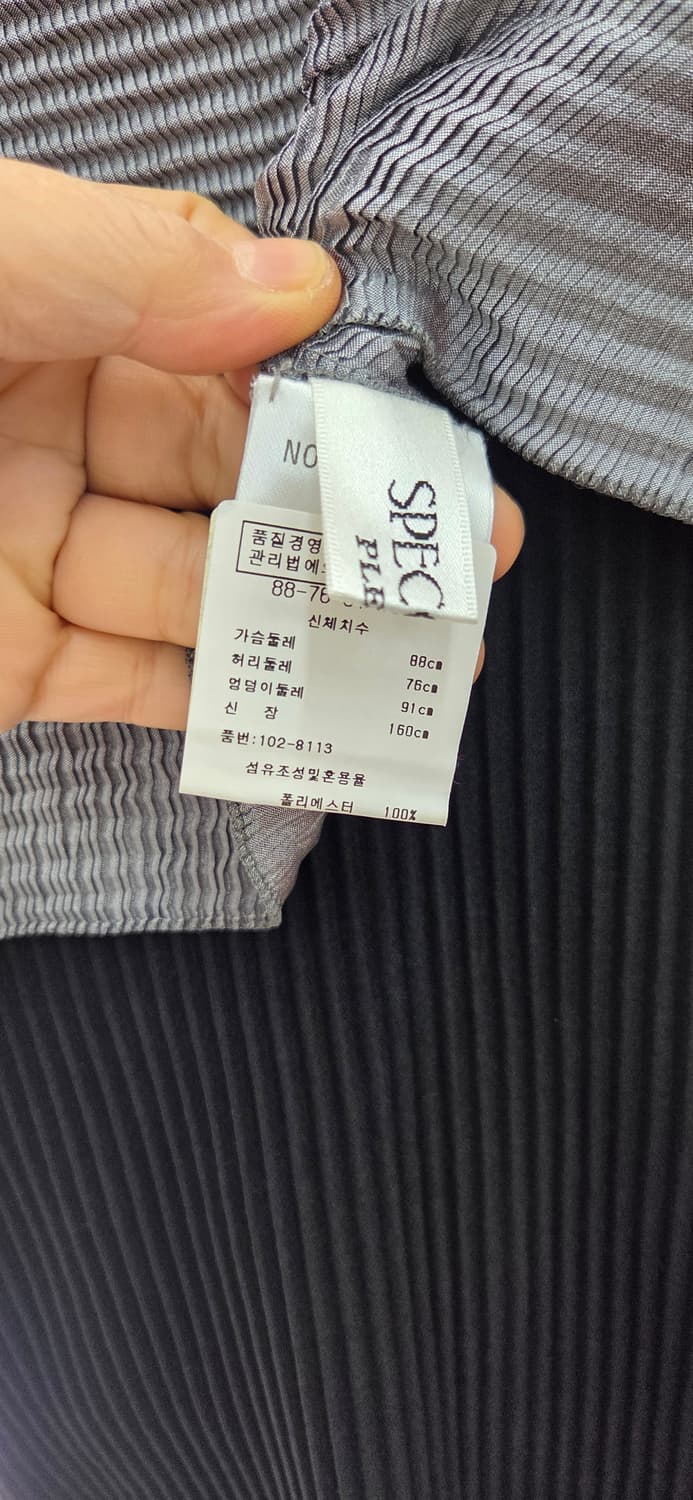 NO
SPEC
PLE
품질경영
관리법에
88-76-
신체치수
가슴둘레 88cm
허리둘레 76cm
엉덩이둘레 91cm
신 장 160cm
품번:102-8113
섬유조성및혼용율
폴리에스터 100%